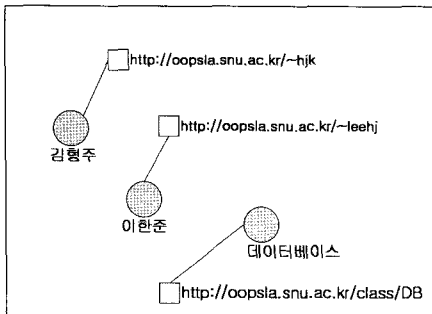 http://oopsla.snu.ac.kr/~hjk
김형주
http://oopsla.snu.ac.kr/~leehj
이한준
데이터베이스
http://oopsla.snu.ac.kr/class/DB